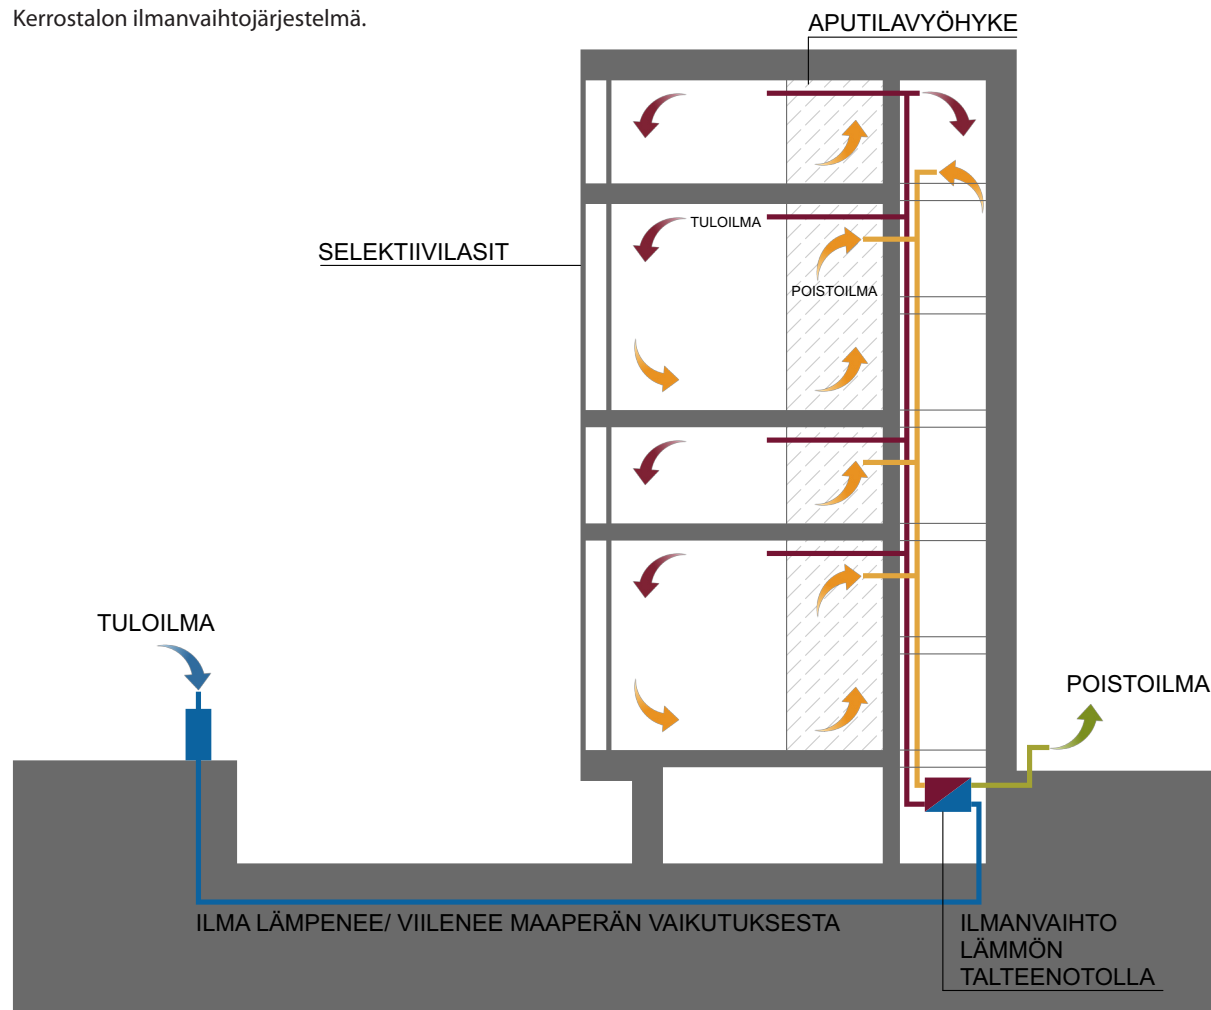 Kerrostalon ilmanvaihtojärjestelmä.
APUTILAVYÖHYKE
TULOILMA
SELEKTIIVILASIT
POISTOILMA
TULOILMA
POISTOILMA
ILMA LÄMPENEE/ VIILENEE MAAPERÄN VAIKUTUKSESTA
ILMANVAIHTO
LÄMMÖN
TALTEENOTOLLA